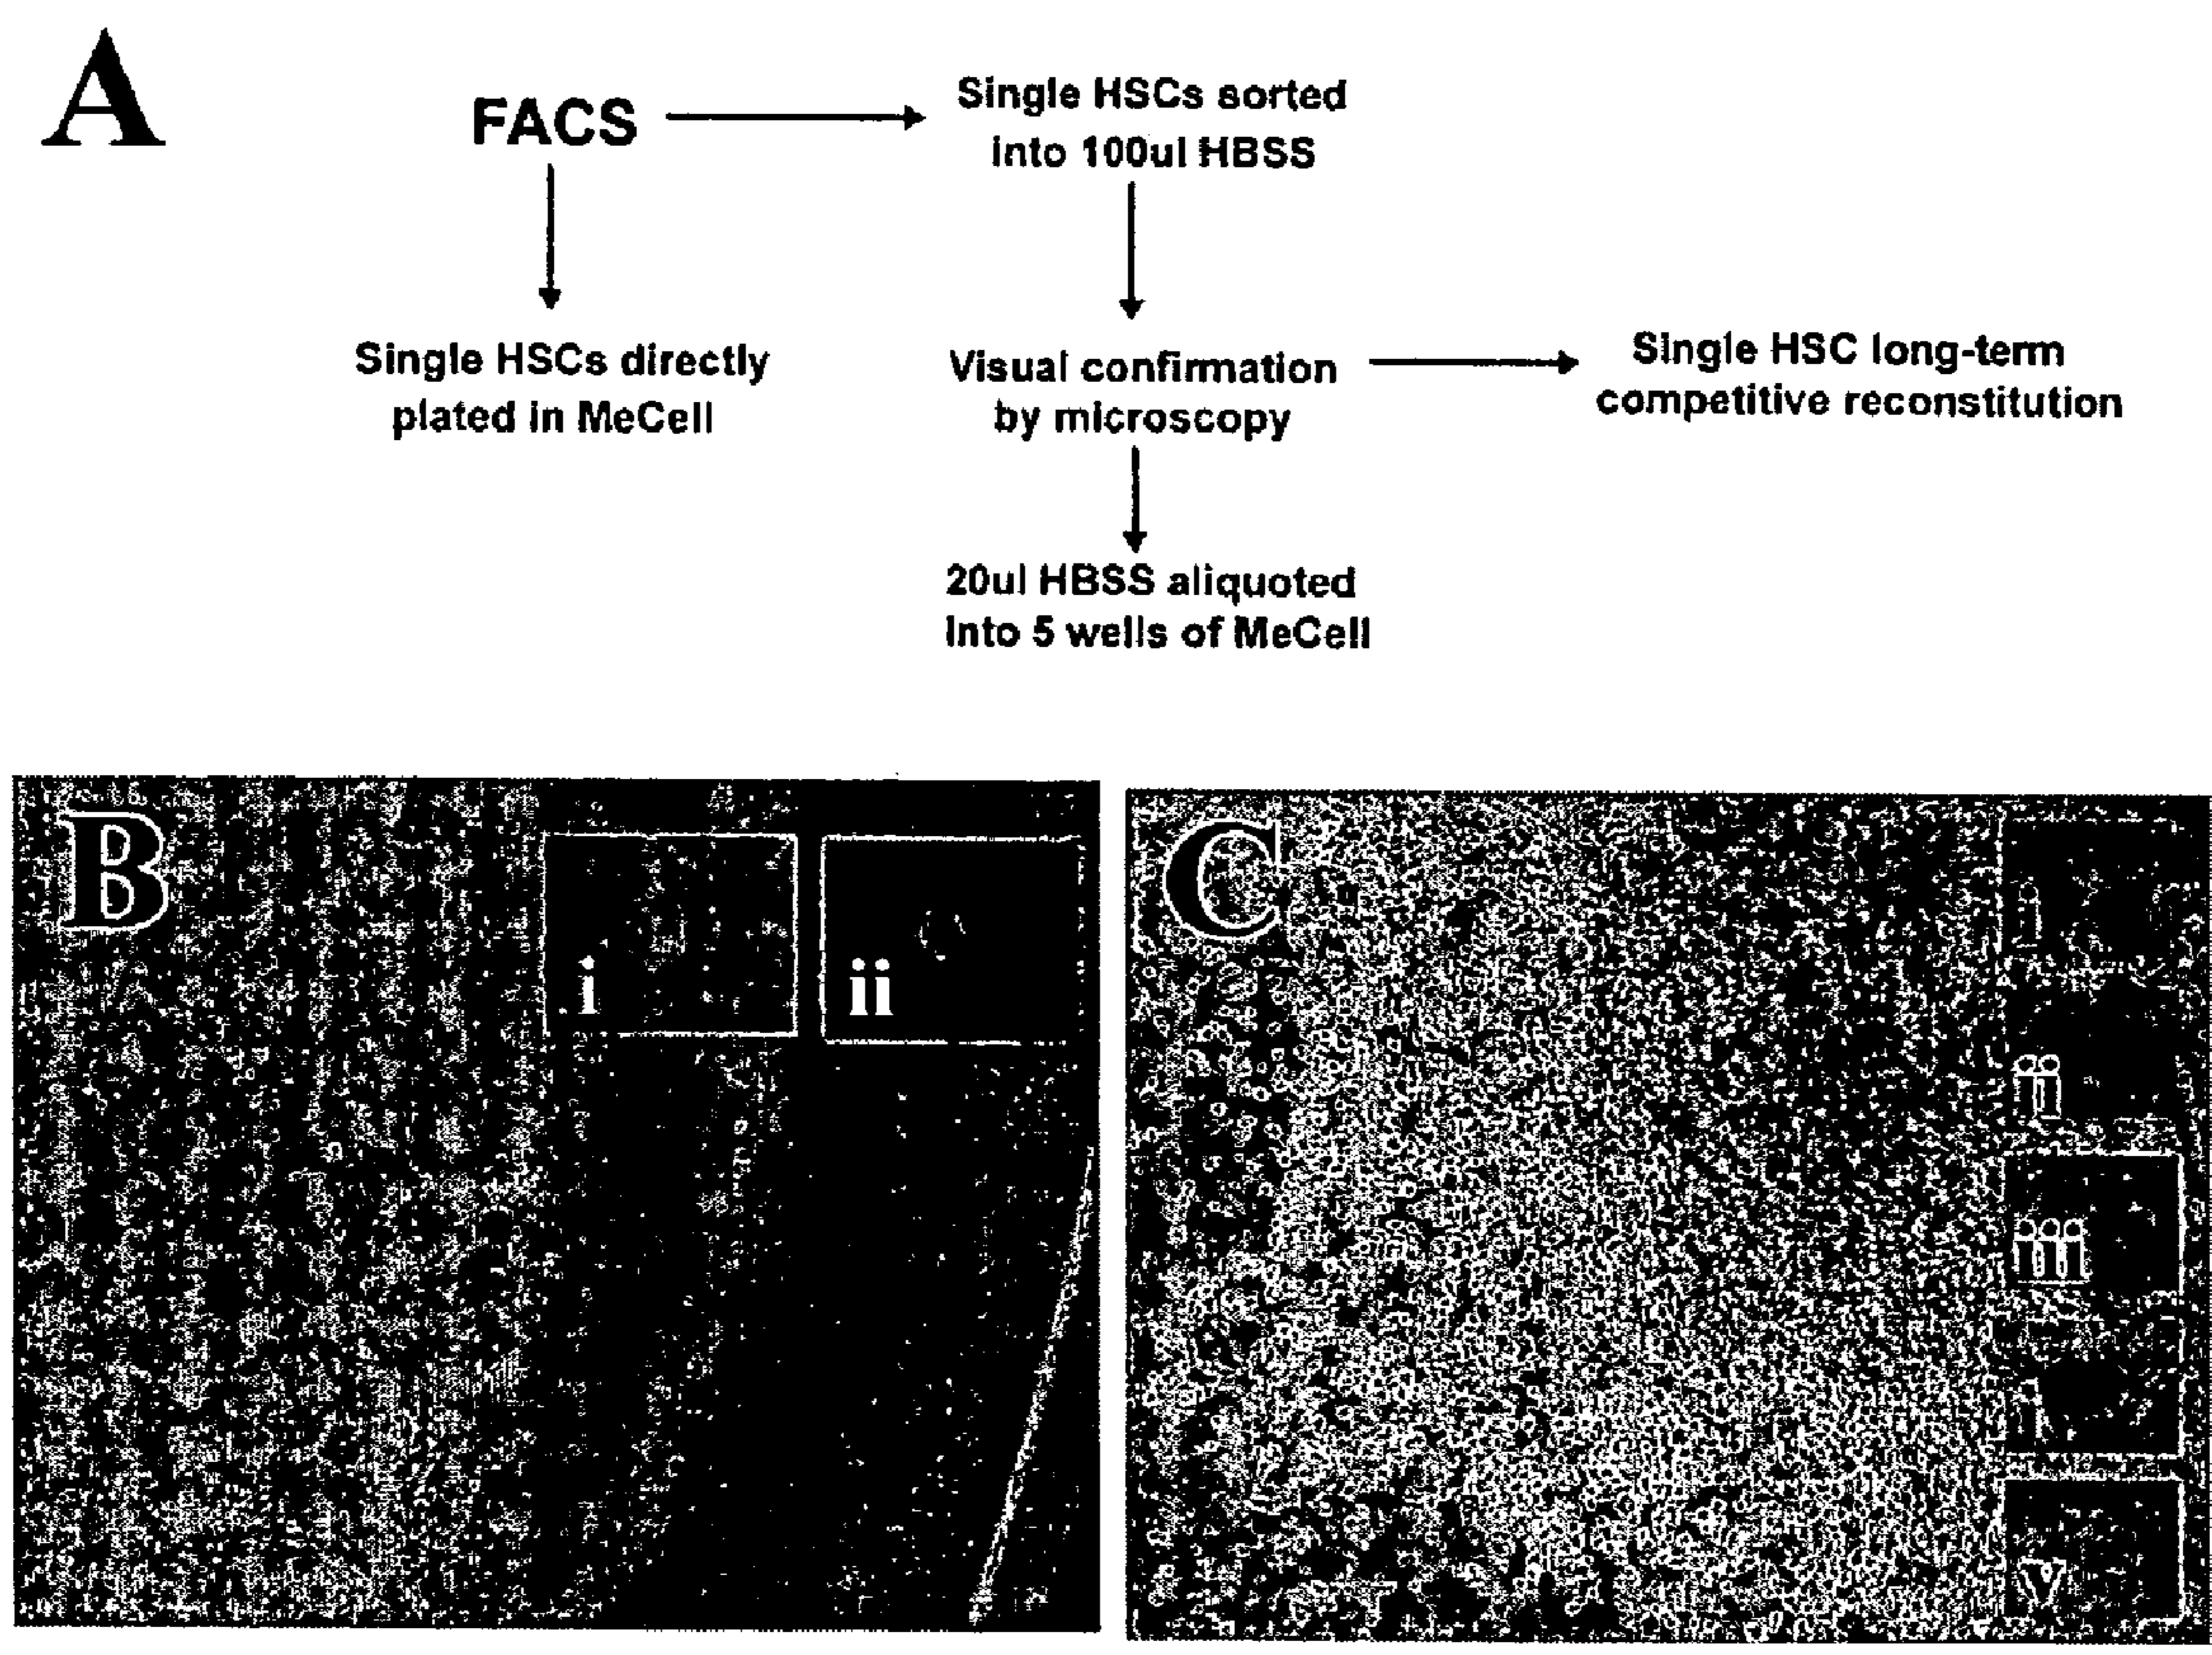 A
FACS
Single HSCs sorted
into 100ul HBSS
Single HSCs directly
plated in MeCell
Visual confirmation
by microscopy
Single HSC long-term
competitive reconstitution
20ul HBSS aliquoted
into 5 wells of MeCell
B
i
ii
C
i
ii
iii
v